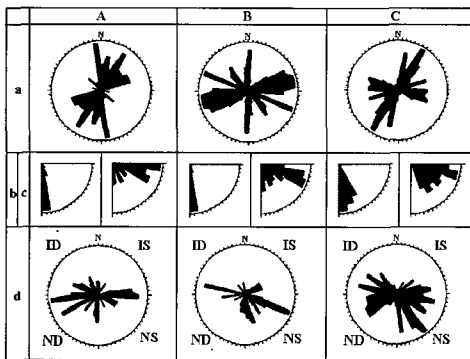 A B C
a N N N
b c
ID N IS ID N IS ID N IS
d
ND NS ND NS ND NS